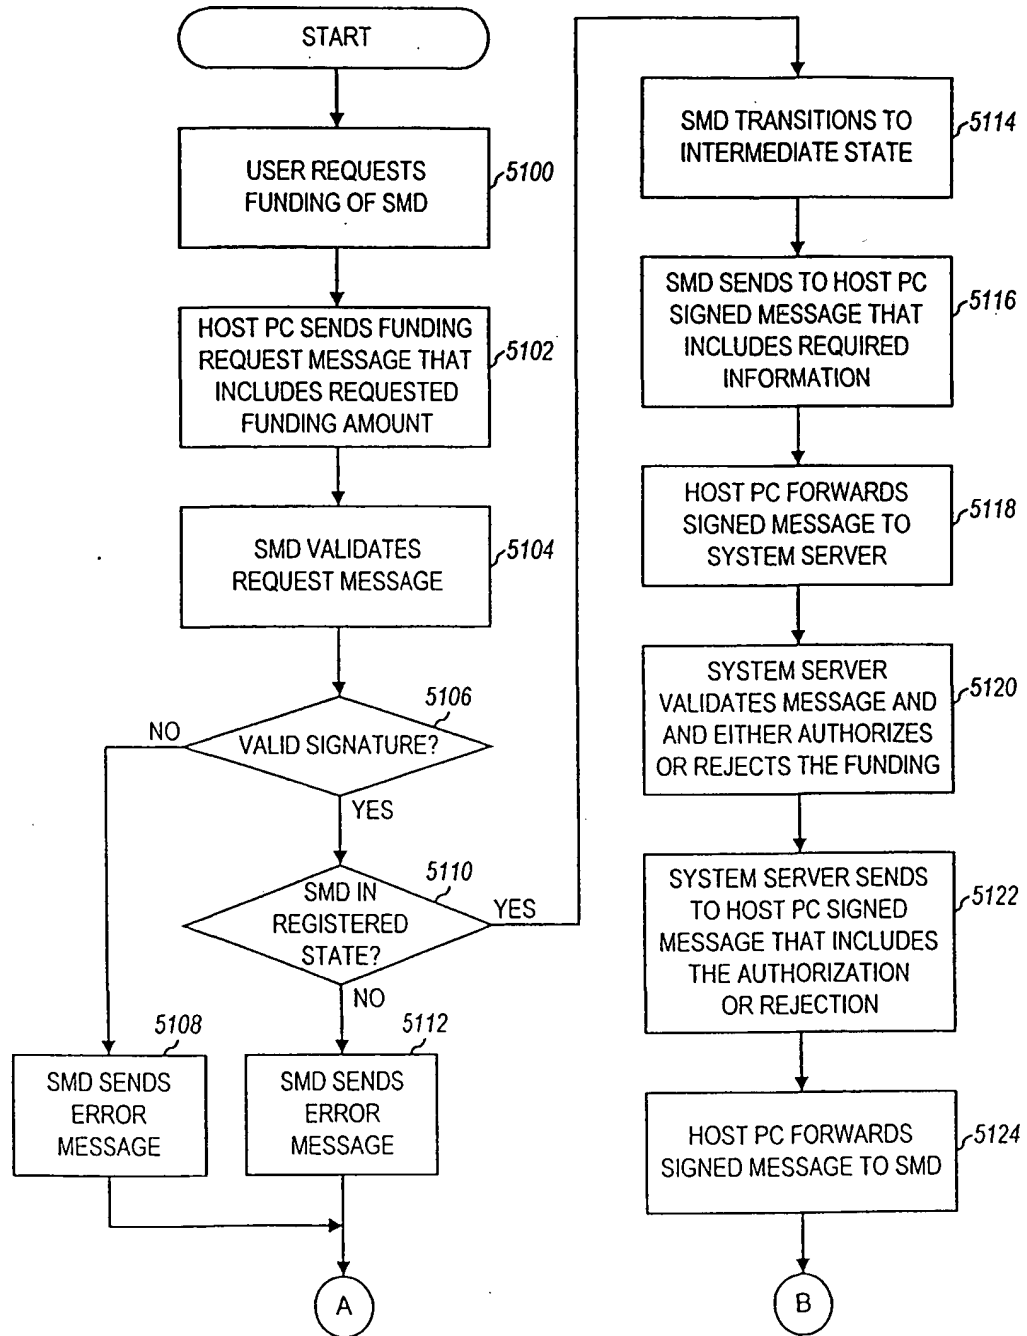 START
USER REQUESTS
FUNDING OF SMD
5100
HOST PC SENDS FUNDING
REQUEST MESSAGE THAT
INCLUDES REQUESTED
FUNDING AMOUNT
5102
SMD VALIDATES
REQUEST MESSAGE
5104
VALID SIGNATURE?
5106
NO
YES
SMD IN
REGISTERED
STATE?
5110
YES
NO
5108
SMD SENDS
ERROR
MESSAGE
5112
SMD SENDS
ERROR
MESSAGE
A
SMD TRANSITIONS TO
INTERMEDIATE STATE
5114
SMD SENDS TO HOST PC
SIGNED MESSAGE THAT
INCLUDES REQUIRED
INFORMATION
5116
HOST PC FORWARDS
SIGNED MESSAGE TO
SYSTEM SERVER
5118
SYSTEM SERVER
VALIDATES MESSAGE AND
AND EITHER AUTHORIZES
OR REJECTS THE FUNDING
5120
SYSTEM SERVER SENDS
TO HOST PC SIGNED
MESSAGE THAT INCLUDES
THE AUTHORIZATION
OR REJECTION
5122
HOST PC FORWARDS
SIGNED MESSAGE TO SMD
5124
B